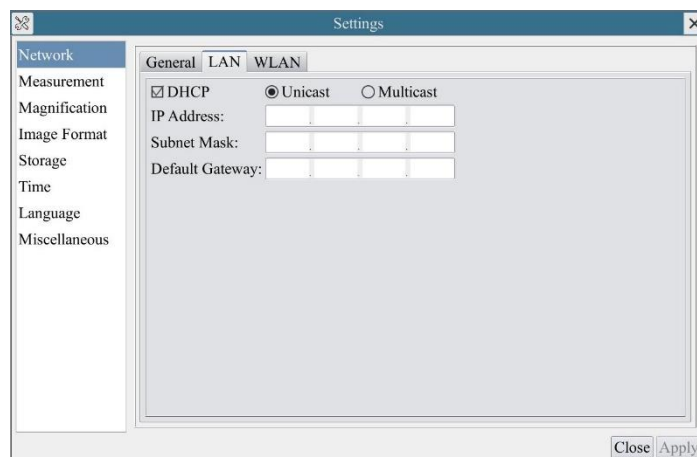 Settings
Network
Measurement
Magnification
Image Format
Storage
Time
Language
Miscellaneous
General LAN WLAN
DHCP Unicast Multicast
IP Address:
Subnet Mask:
Default Gateway:
Close Apply